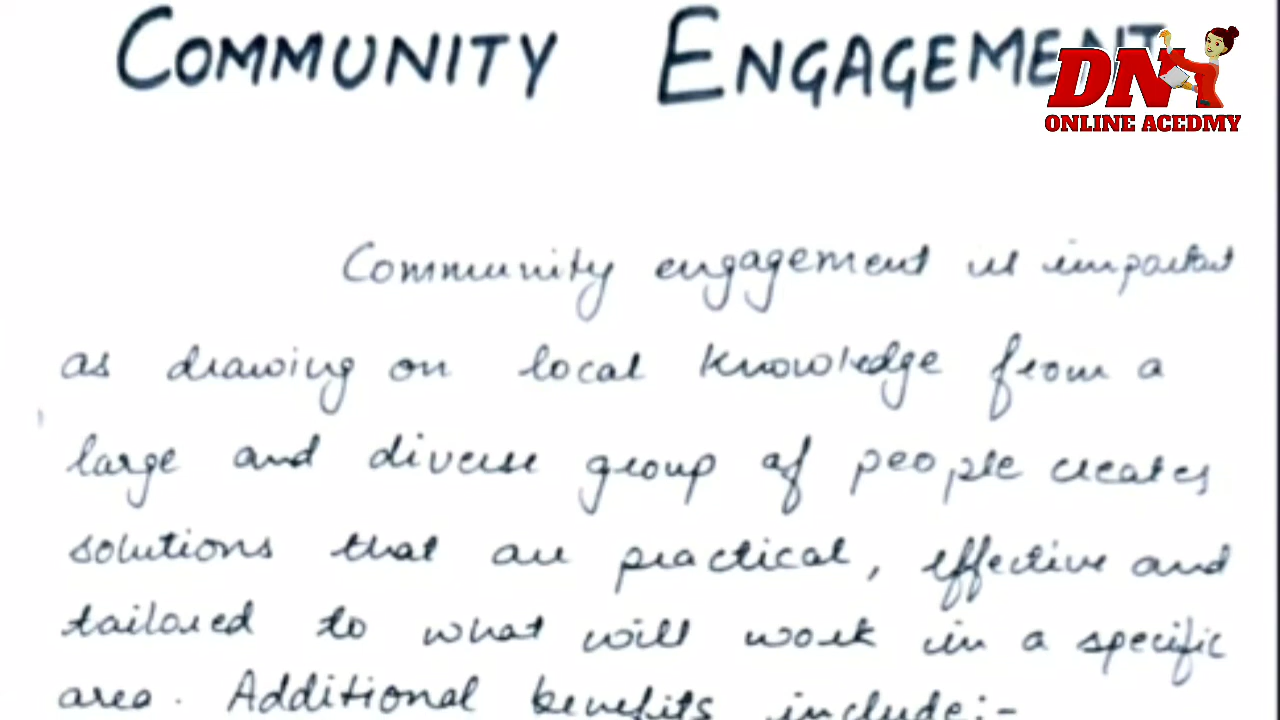 COMMUNITY ENGAGEMENT
DN
ONLINE ACEDMY
Community engagement is important
as drawing on local knowledge from a
large and diverse group of people creates
solutions that are practical, effective and
tailored to what will work in a specific
area. Additional benefits include:-